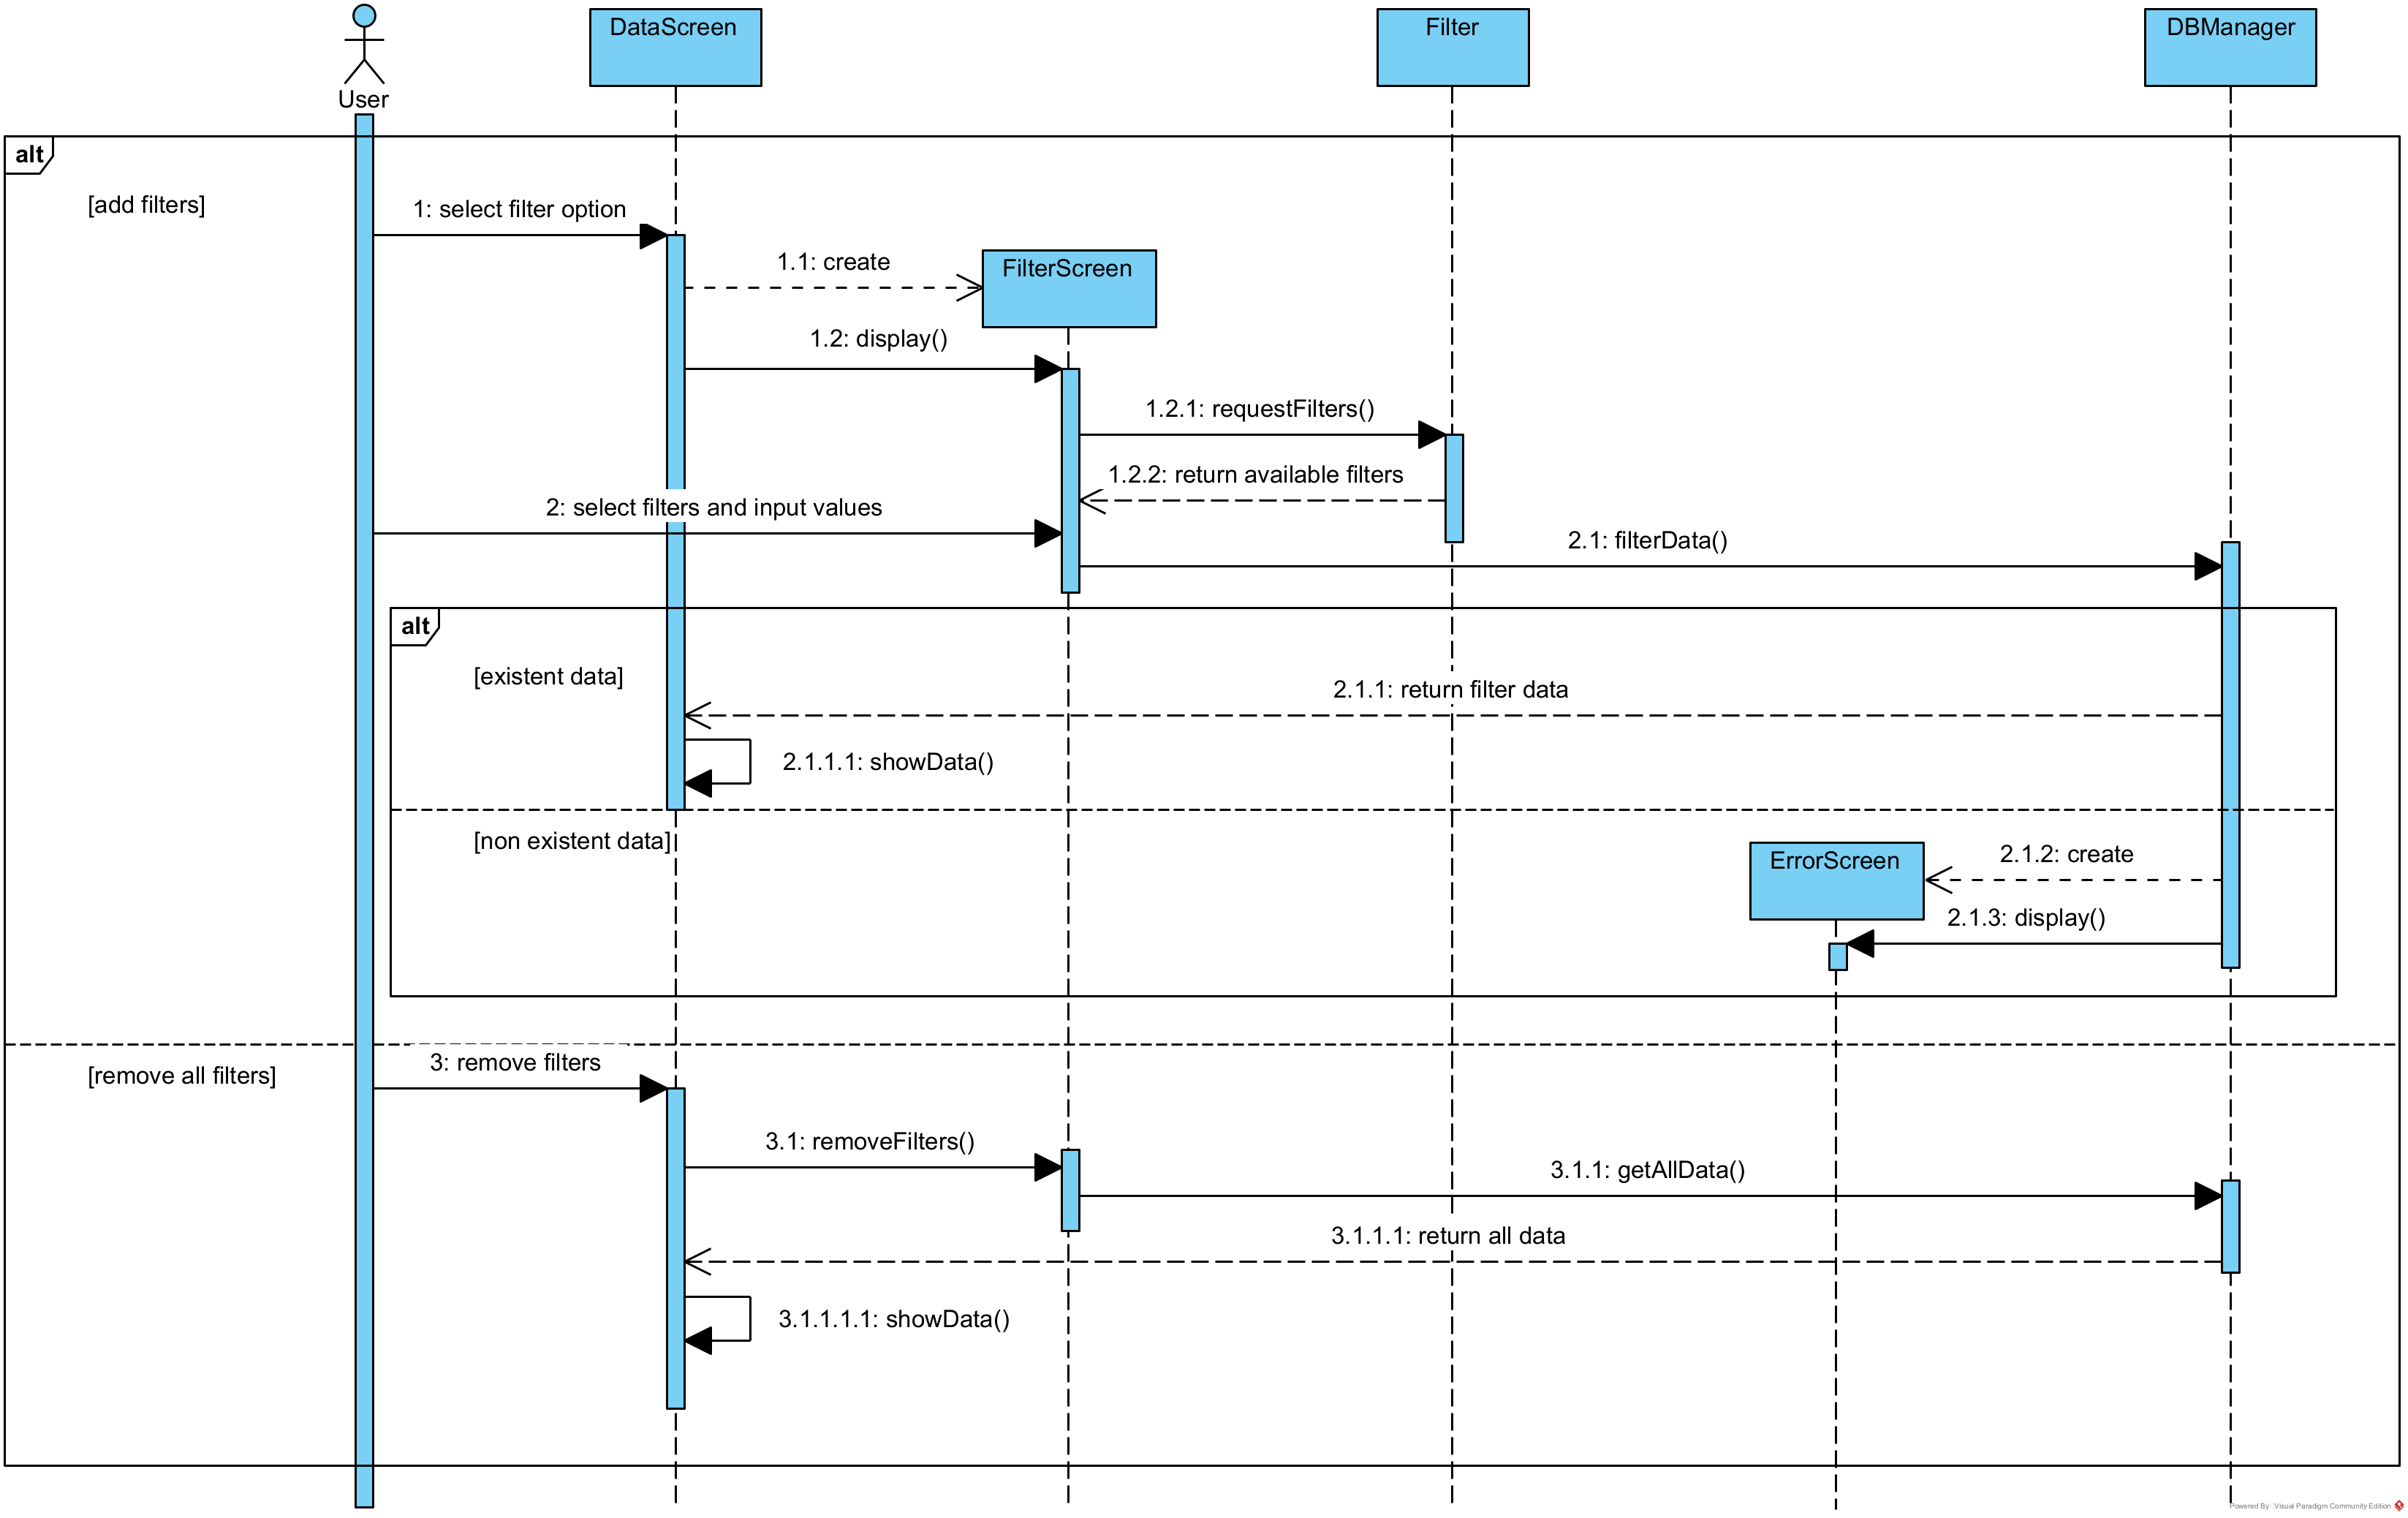 User
DataScreen
Filter
DBManager
alt
[add filters]
1: select filter option
1.1: create
FilterScreen
1.2: display()
1.2.1: requestFilters()
1.2.2: return available filters
2: select filters and input values
2.1: filterData()
alt
[existent data]
2.1.1: return filter data
2.1.1.1: showData()
[non existent data]
ErrorScreen
2.1.2: create
2.1.3: display()
3: remove filters
[remove all filters]
3.1: removeFilters()
3.1.1: getAllData()
3.1.1.1: return all data
3.1.1.1.1: showData()
Powered By: Visual Paradigm Community Edition